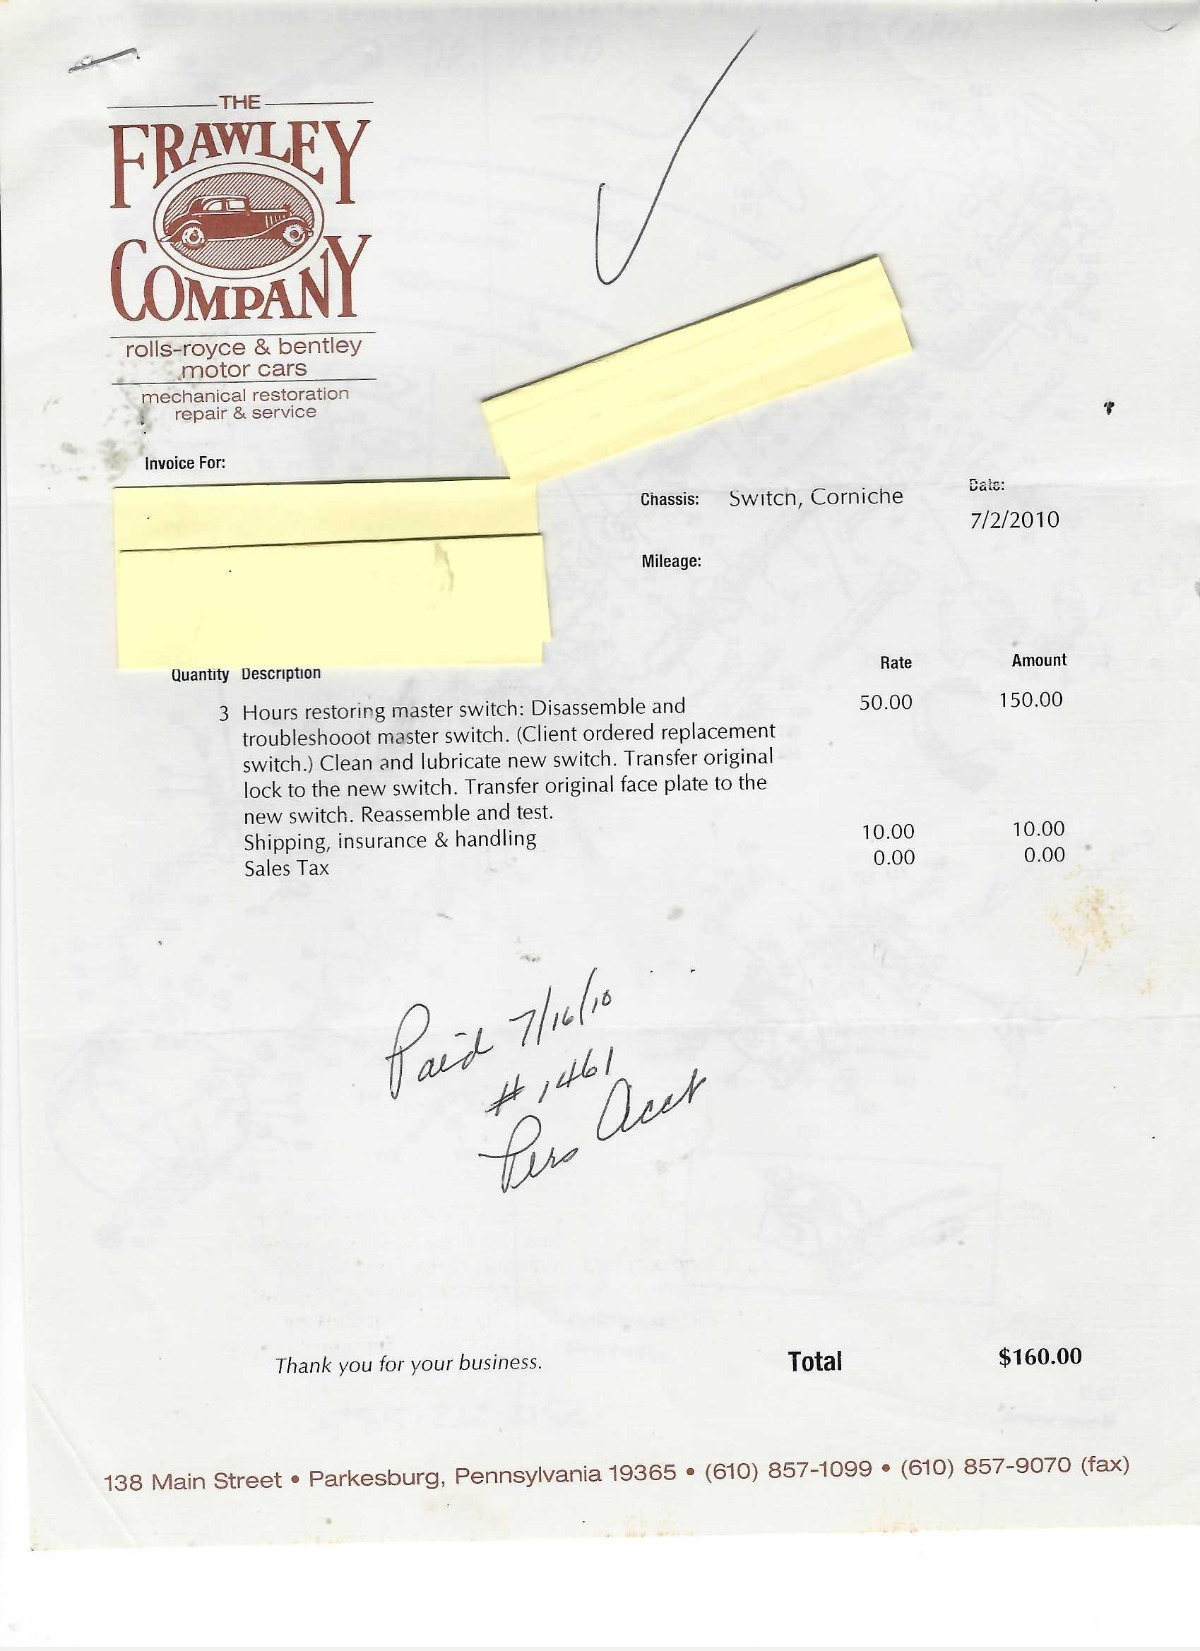 THE
FRAWLEY
COMPANY
rolls-royce & bentley
motor cars
mechanical restoration
repair & service
Invoice For:
Chassis: Switch, Corniche
Date:
7/2/2010
Mileage:
Quantity Description Rate Amount
3 Hours restoring master switch: Disassemble and 50.00 150.00
troubleshooot master switch. (Client ordered replacement
switch.) Clean and lubricate new switch. Transfer original
lock to the new switch. Transfer original face plate to the
new switch. Reassemble and test.
Shipping, insurance & handling 10.00 10.00
Sales Tax 0.00 0.00
Paid 7/16/10
# 1461
Pers Acct
Thank you for your business. Total $160.00
138 Main Street • Parkesburg, Pennsylvania 19365 • (610) 857-1099 • (610) 857-9070 (fax)